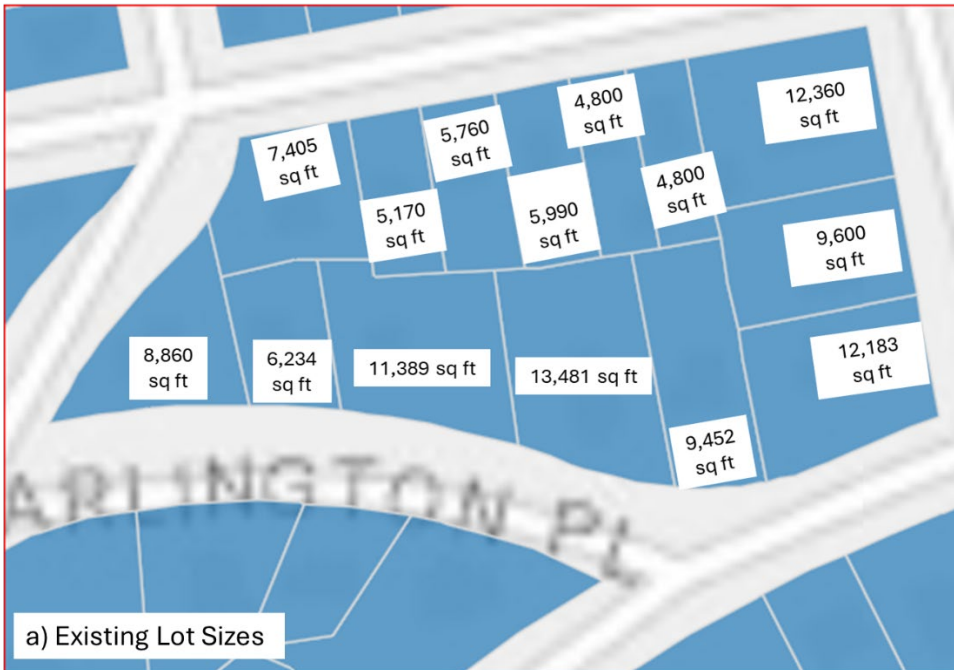 7,405
sq ft
5,170
sq ft
5,760
sq ft
5,990
sq ft
4,800
sq ft
4,800
sq ft
12,360
sq ft
9,600
sq ft
12,183
sq ft
8,860
sq ft
6,234
sq ft
11,389 sq ft
13,481 sq ft
9,452
sq ft
ARLINGTON PL
a) Existing Lot Sizes